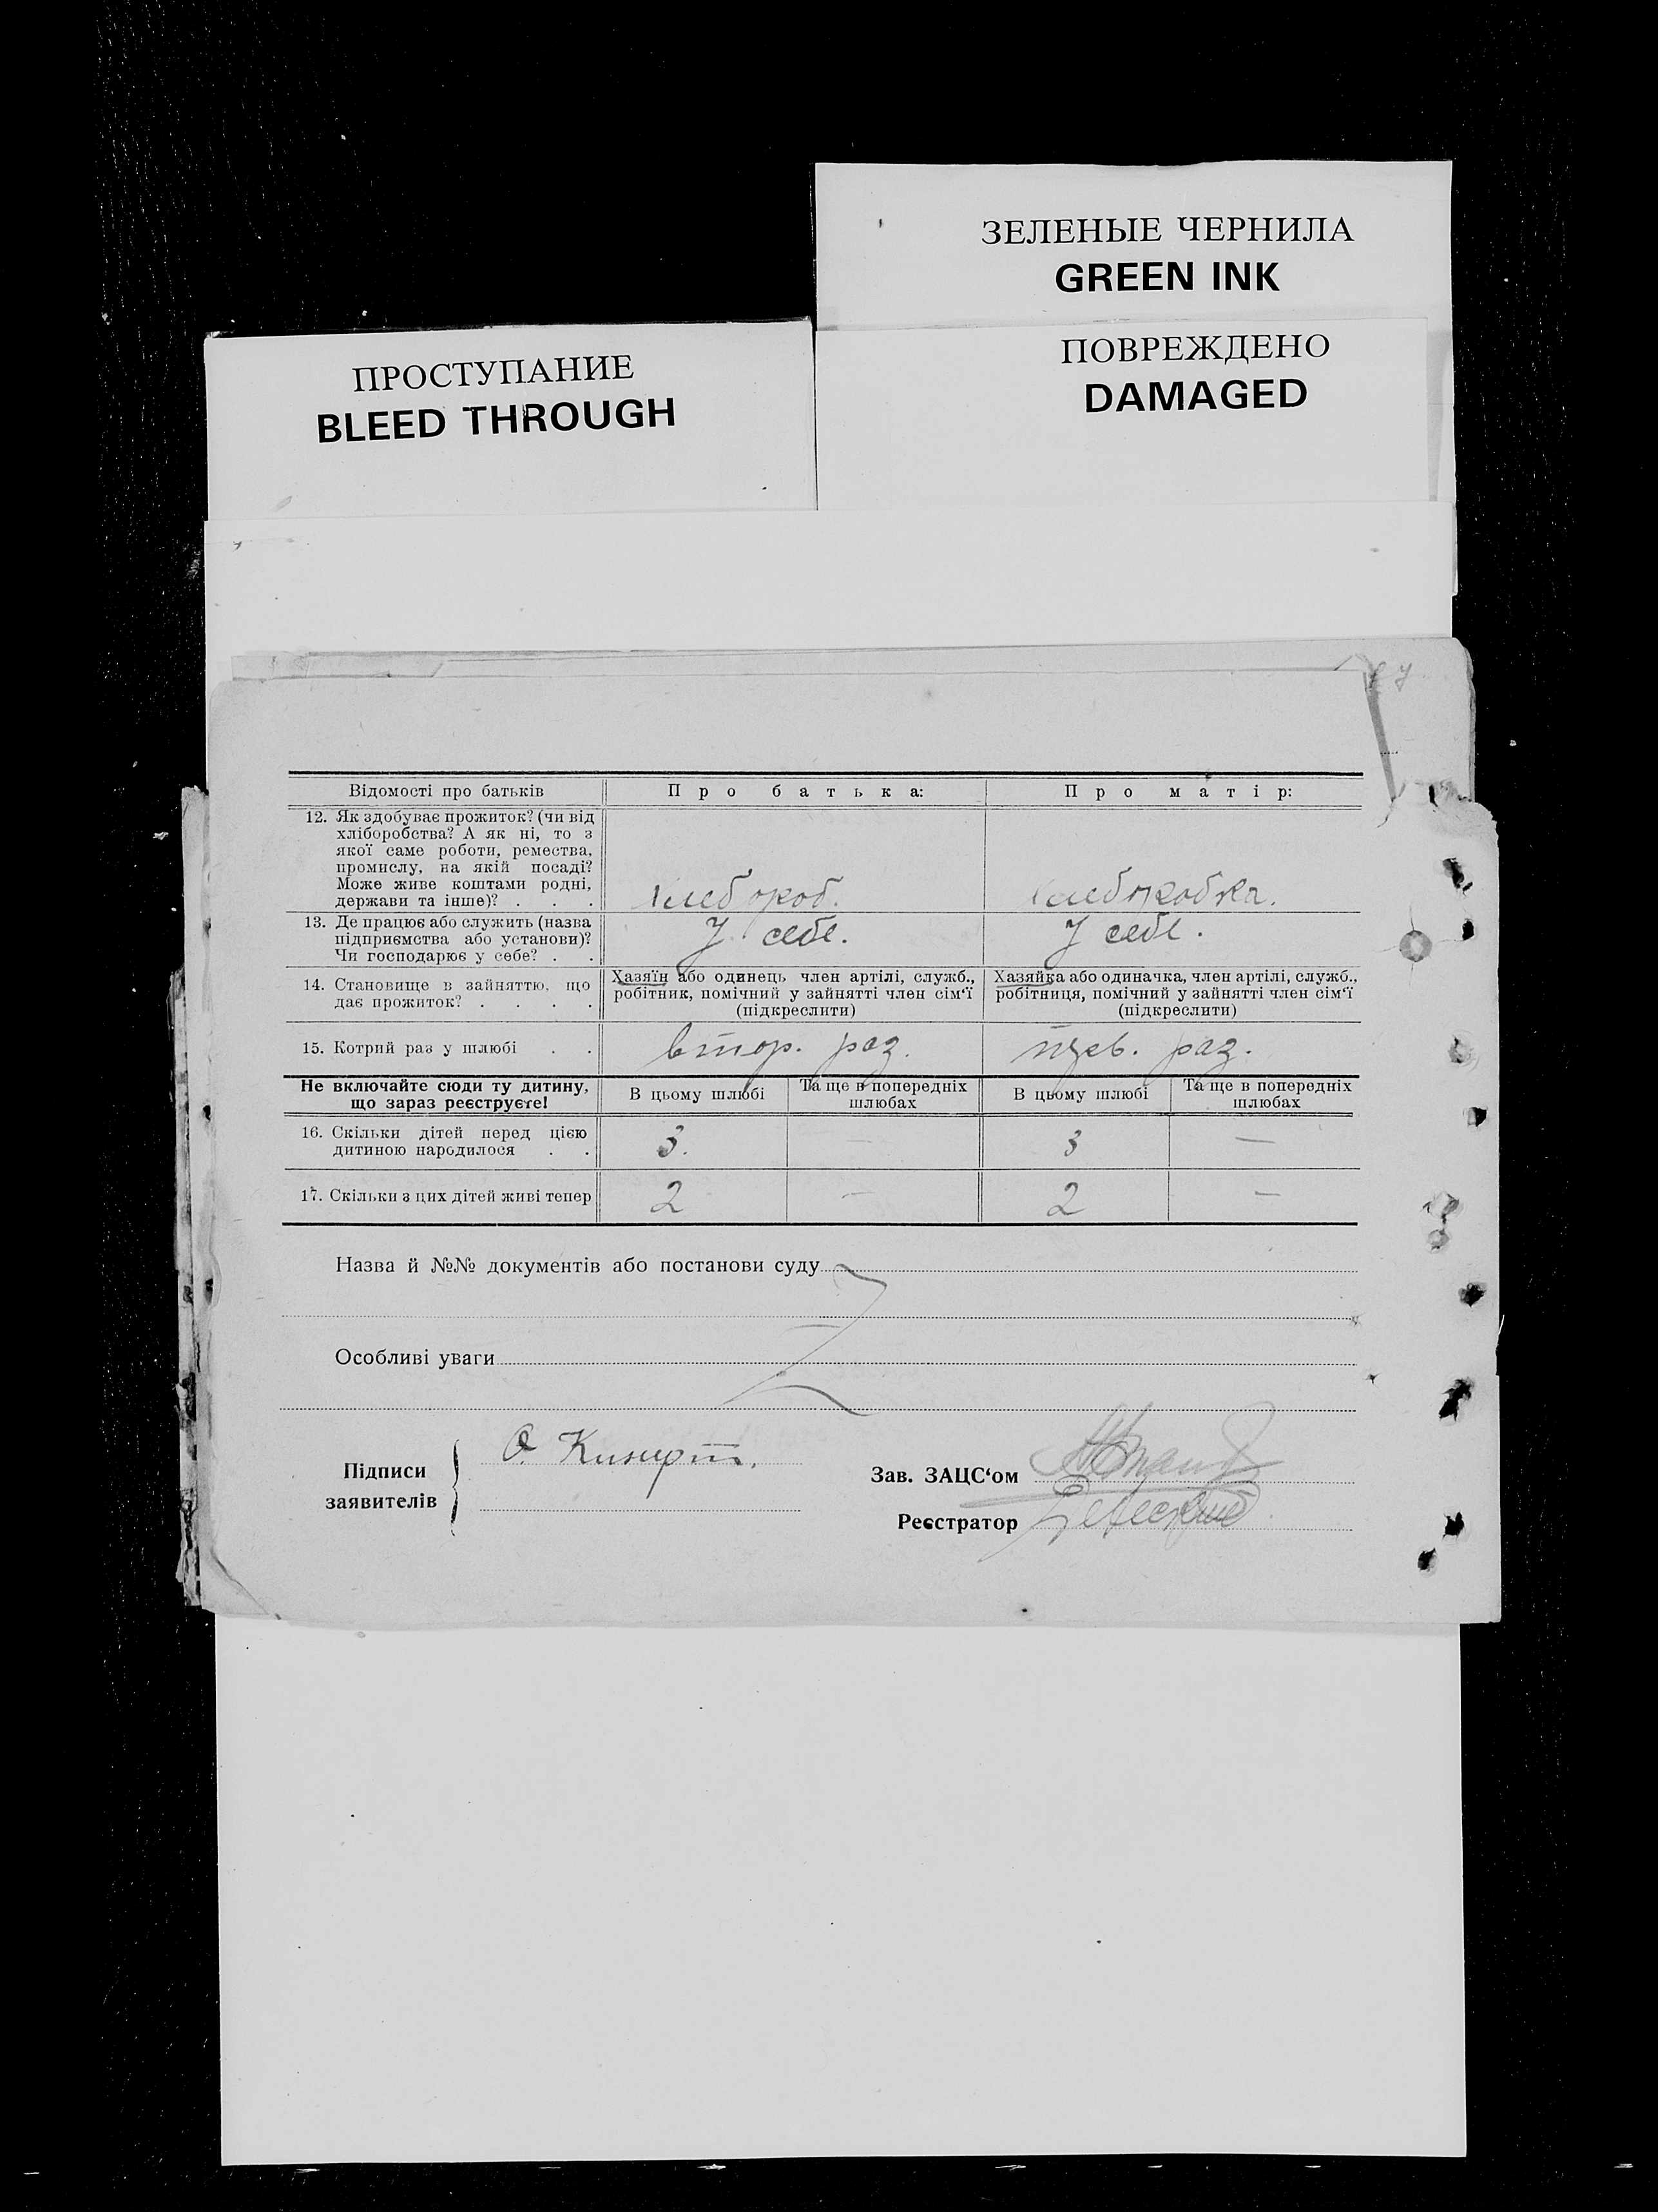 ЗЕЛЕНЫЕ ЧЕРНИЛА
GREEN INK
ПОВРЕЖДЕНО
DAMAGED
ПРОСТУПАНИЕ
BLEED THROUGH
Відомості про батьків Про батька: Про матір:
12. Як здобуває прожиток? (чи від
хліборобства? А як ні, то з
якої саме роботи, ремества,
промислу, на якій посаді?
Може живе коштами родні,
держави та інше)? . . .
хлебороб. хлеборобка.
13. Де працює або служить (назва
підприємства або установи)?
Чи господарює у себе? . .
У себе. У себе.
14. Становище в зайняттю, що
дає прожиток? . . . .
Хазяїн або одинець член артілі, служб.,
робітник, помічний у зайнятті член сім'ї
(підкреслити)
Хазяйка або одиначка, член артілі, служб.,
робітниця, помічний у зайнятті член сім'ї
(підкреслити)
15. Котрий раз у шлюбі . . втор. раз. перв. раз.
Не включайте сюди ту дитину,
що зараз реєструєте!
В цьому шлюбі Та ще в попередніх
шлюбах
В цьому шлюбі Та ще в попередніх
шлюбах
16. Скільки дітей перед цією
дитиною народилося . .
3. — 3 —
17. Скільки з цих дітей живі тепер 2 — 2 —
Назва й №№ документів або постанови суду
Особливі уваги
Підписи
заявителів
О. Кинерт.
Зав. ЗАЦС'ом
Реєстратор